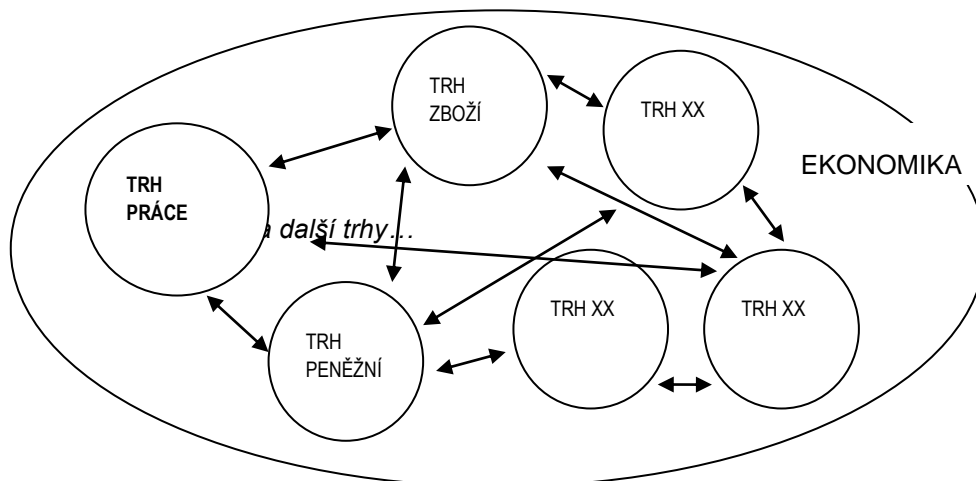 TRH
ZBOŽÍ
TRH XX
EKONOMIKA
TRH
PRÁCE
a další trhy…
TRH XX
TRH XX
TRH
PENĚŽNÍ